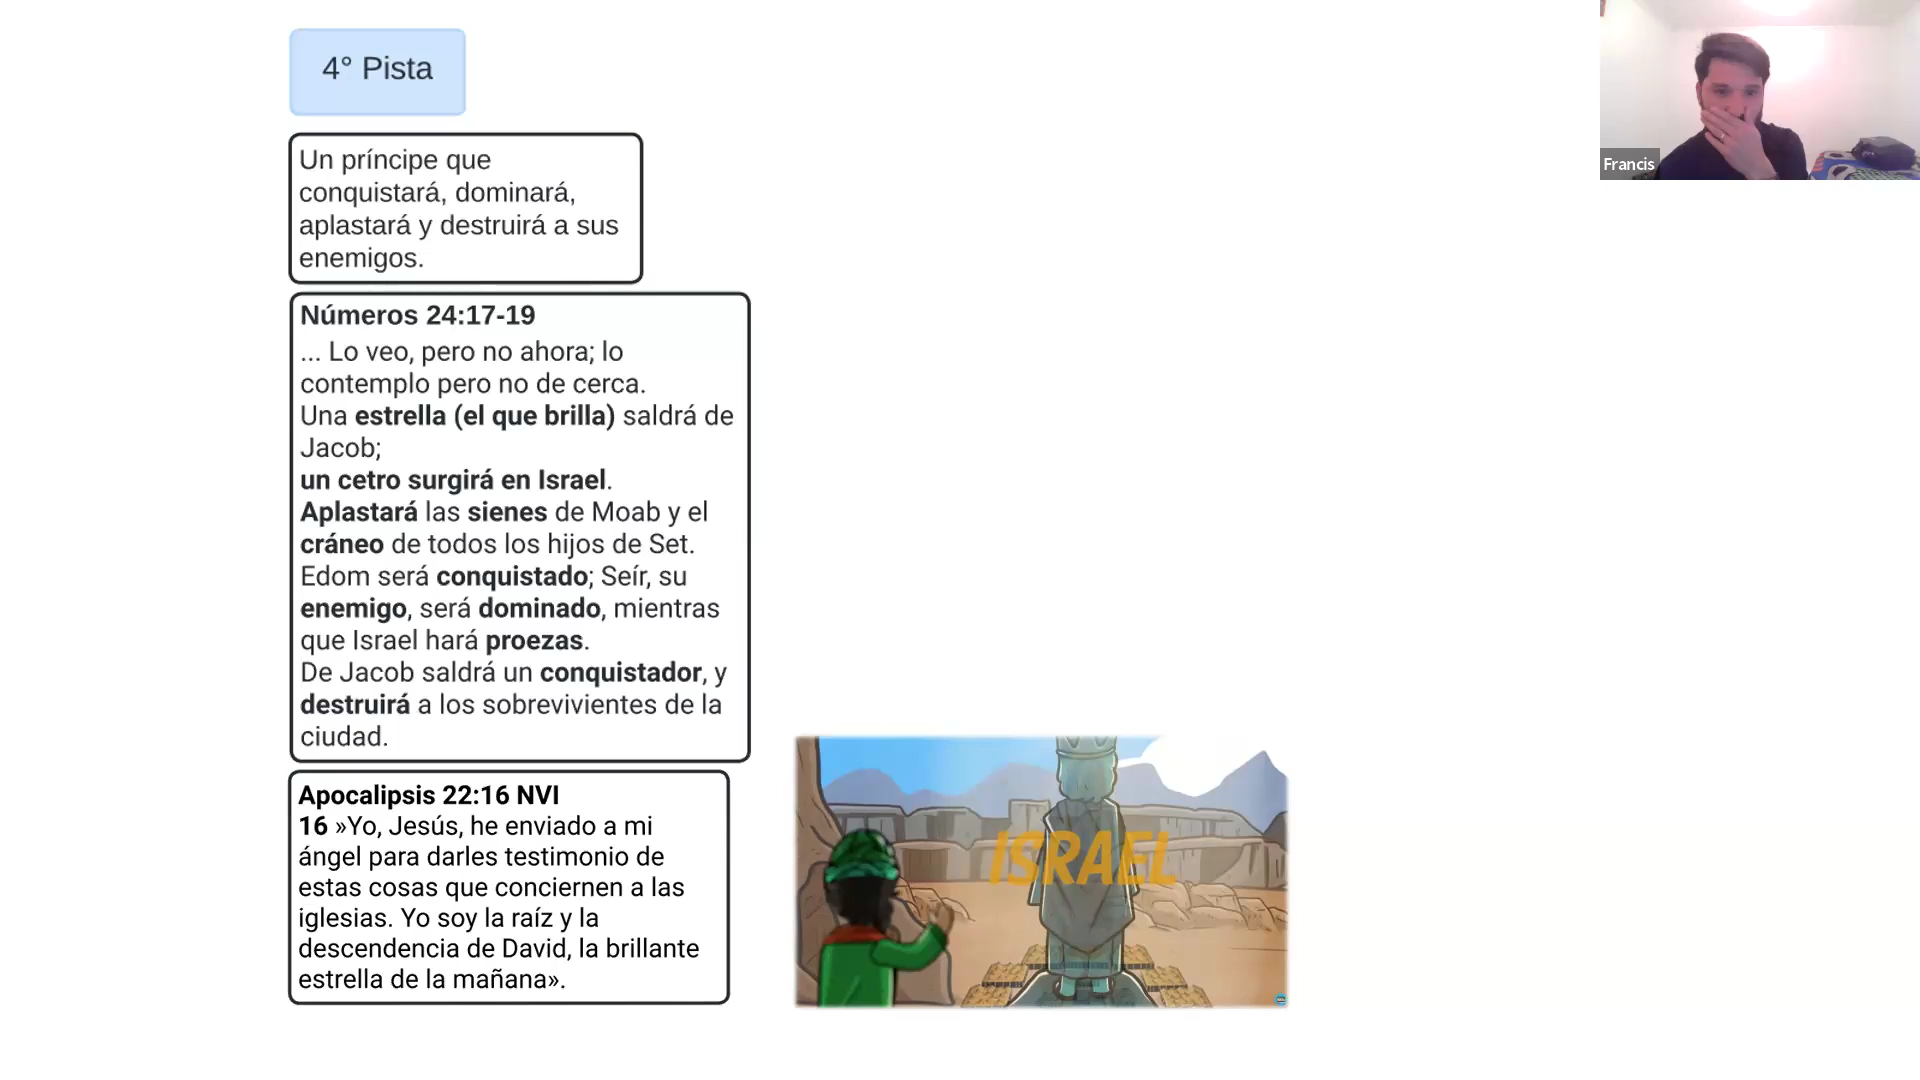 4° Pista
Un príncipe que
conquistará, dominará,
aplastará y destruirá a sus
enemigos.
Números 24:17-19
... Lo veo, pero no ahora; lo
contemplo pero no de cerca.
Una estrella (el que brilla) saldrá de
Jacob;
un cetro surgirá en Israel.
Aplastará las sienes de Moab y el
cráneo de todos los hijos de Set.
Edom será conquistado; Seír, su
enemigo, será dominado, mientras
que Israel hará proezas.
De Jacob saldrá un conquistador, y
destruirá a los sobrevivientes de la
ciudad.
Apocalipsis 22:16 NVI
16 »Yo, Jesús, he enviado a mi
ángel para darles testimonio de
estas cosas que conciernen a las
iglesias. Yo soy la raíz y la
descendencia de David, la brillante
estrella de la mañana».
ISRAEL
Francis